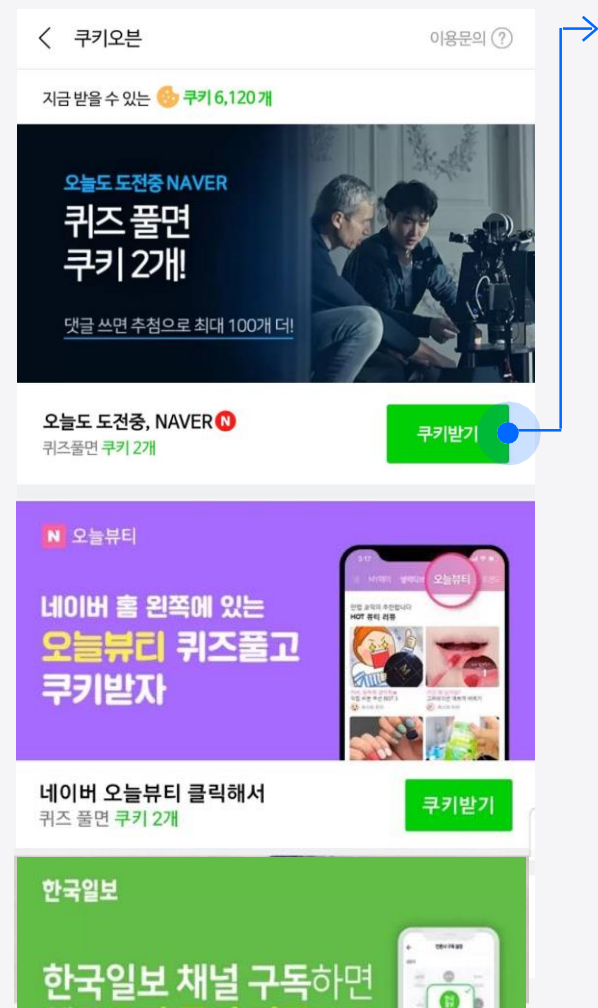 쿠키오븐
이용문의 ?
지금 받을 수 있는 쿠키 6,120 개
오늘도 도전중 NAVER
퀴즈 풀면
쿠키 2개!
댓글 쓰면 추첨으로 최대 100개 더!
오늘도 도전중, NAVER N
퀴즈풀면 쿠키 2개
쿠키받기
N 오늘뷰티
네이버 홈 왼쪽에 있는
오늘뷰티 퀴즈풀고
쿠키받자
5:17
MY페이 오늘뷰티
HOT 뷰티 리뷰
네이버 오늘뷰티 클릭해서
퀴즈 풀면 쿠키 2개
쿠키받기
한국일보
한국일보 채널 구독하면